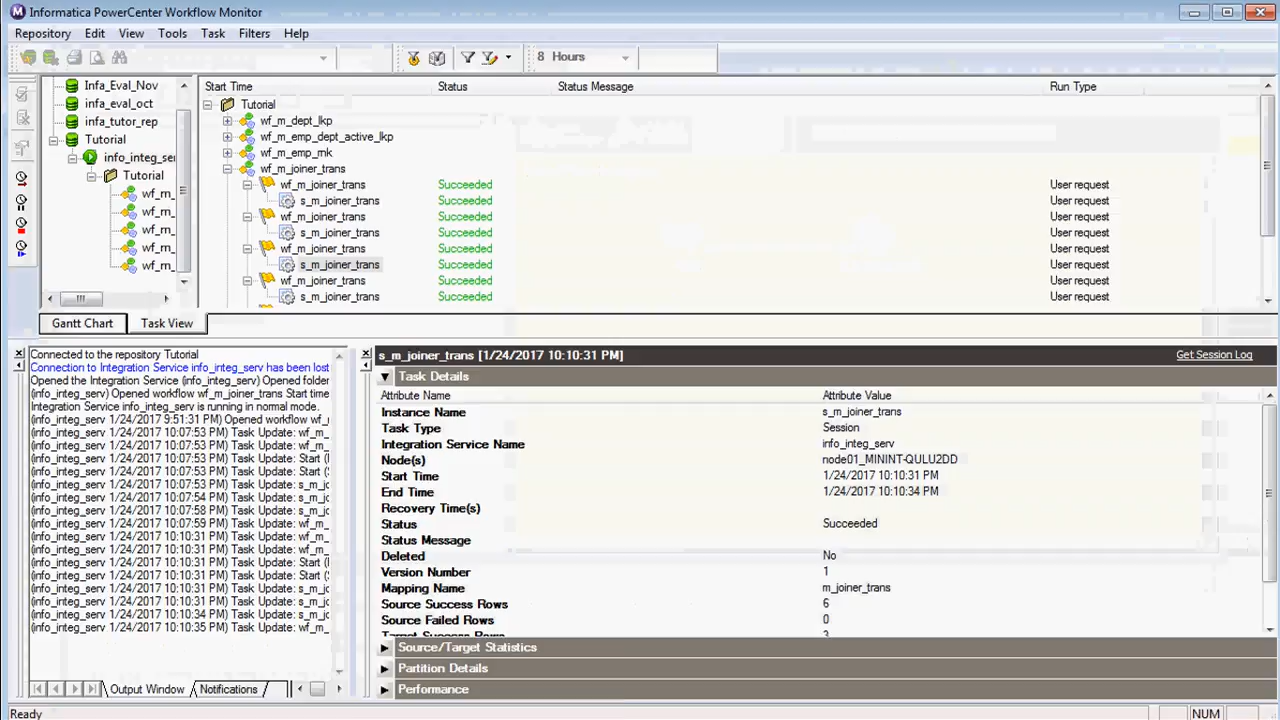 Informatica PowerCenter Workflow Monitor
Repository Edit View Tools Task Filters Help
8 Hours
Infa_Eval_Nov
infa_eval_oct
infa_tutor_rep
Tutorial
info_integ_se
Tutorial
Start Time Status Status Message Run Type
Tutorial
wf_m_dept_lkp
wf_m_emp_dept_active_lkp
wf_m_emp_mk
wf_m_joiner_trans
wf_m_joiner_trans Succeeded User request
s_m_joiner_trans Succeeded User request
wf_m_joiner_trans Succeeded User request
s_m_joiner_trans Succeeded User request
wf_m_joiner_trans Succeeded User request
s_m_joiner_trans Succeeded User request
wf_m_joiner_trans Succeeded User request
s_m_joiner_trans Succeeded User request
Gantt Chart Task View
Connected to the repository Tutorial
Connection to Integration Service info_integ_serv has been lost
Opened the Integration Service (info_integ_serv) Opened folder
(info_integ_serv) Opened workflow wf_m_joiner_trans Start time
Integration Service info_integ_serv is running in normal mode.
(info_integ_serv 1/24/2017 9:51:31 PM) Opened workflow wf_
(info_integ_serv 1/24/2017 10:07:53 PM) Task Update: wf_m_
(info_integ_serv 1/24/2017 10:07:53 PM) Task Update: wf_m_
(info_integ_serv 1/24/2017 10:07:53 PM) Task Update: Start (
(info_integ_serv 1/24/2017 10:07:53 PM) Task Update: Start (
(info_integ_serv 1/24/2017 10:07:53 PM) Task Update: s_m_jo
(info_integ_serv 1/24/2017 10:07:54 PM) Task Update: s_m_jo
(info_integ_serv 1/24/2017 10:07:58 PM) Task Update: s_m_jo
(info_integ_serv 1/24/2017 10:07:59 PM) Task Update: wf_m_
(info_integ_serv 1/24/2017 10:10:31 PM) Task Update: wf_m_
(info_integ_serv 1/24/2017 10:10:31 PM) Task Update: wf_m_
(info_integ_serv 1/24/2017 10:10:31 PM) Task Update: Start (
(info_integ_serv 1/24/2017 10:10:31 PM) Task Update: Start (
(info_integ_serv 1/24/2017 10:10:31 PM) Task Update: s_m_jo
(info_integ_serv 1/24/2017 10:10:31 PM) Task Update: s_m_jo
(info_integ_serv 1/24/2017 10:10:34 PM) Task Update: s_m_jo
(info_integ_serv 1/24/2017 10:10:35 PM) Task Update: wf_m_
Output Window Notifications
s_m_joiner_trans [1/24/2017 10:10:31 PM] Get Session Log
Task Details
Attribute Name Attribute Value
Instance Name s_m_joiner_trans
Task Type Session
Integration Service Name info_integ_serv
Node(s) node01_MININT-QULU2DD
Start Time 1/24/2017 10:10:31 PM
End Time 1/24/2017 10:10:34 PM
Recovery Time(s)
Status Succeeded
Status Message
Deleted No
Version Number 1
Mapping Name m_joiner_trans
Source Success Rows 6
Source Failed Rows 0
Target Success Rows 3
Source/Target Statistics
Partition Details
Performance
Ready NUM